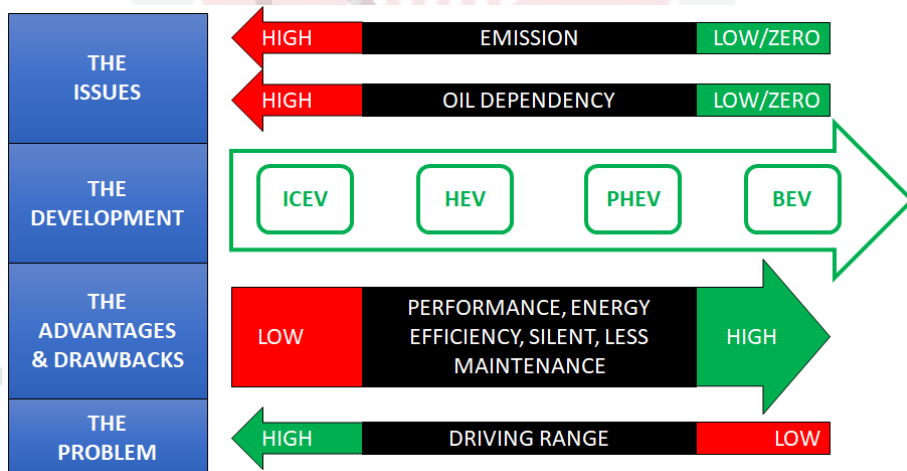 THE
ISSUES
HIGH EMISSION LOW/ZERO
HIGH OIL DEPENDENCY LOW/ZERO
THE
DEVELOPMENT
ICEV HEV PHEV BEV
THE
ADVANTAGES
& DRAWBACKS
LOW
PERFORMANCE, ENERGY
EFFICIENCY, SILENT, LESS
MAINTENANCE
HIGH
THE
PROBLEM
HIGH DRIVING RANGE LOW